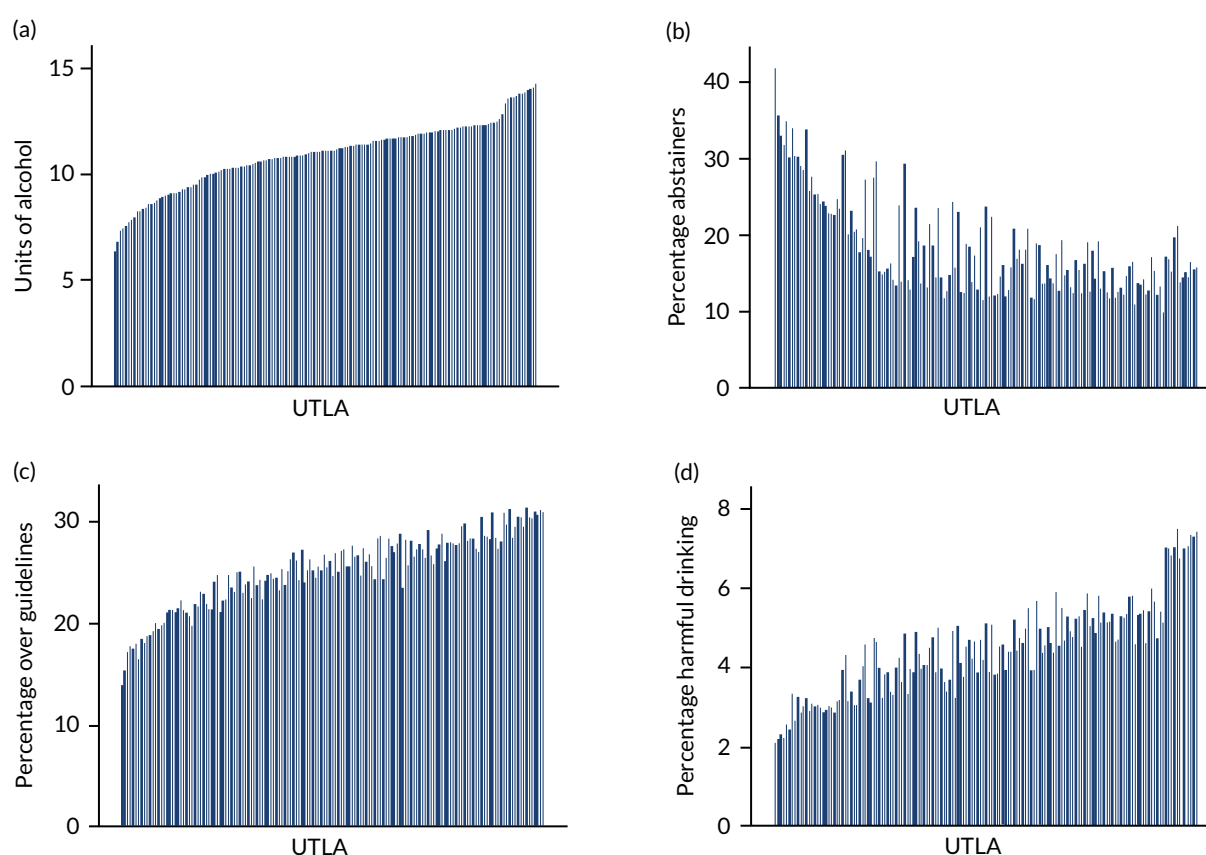 (a)
Units of alcohol
15
10
5
0
UTLA
(b)
Percentage abstainers
40
30
20
10
0
UTLA
(c)
Percentage over guidelines
30
20
10
0
UTLA
(d)
Percentage harmful drinking
8
6
4
2
0
UTLA